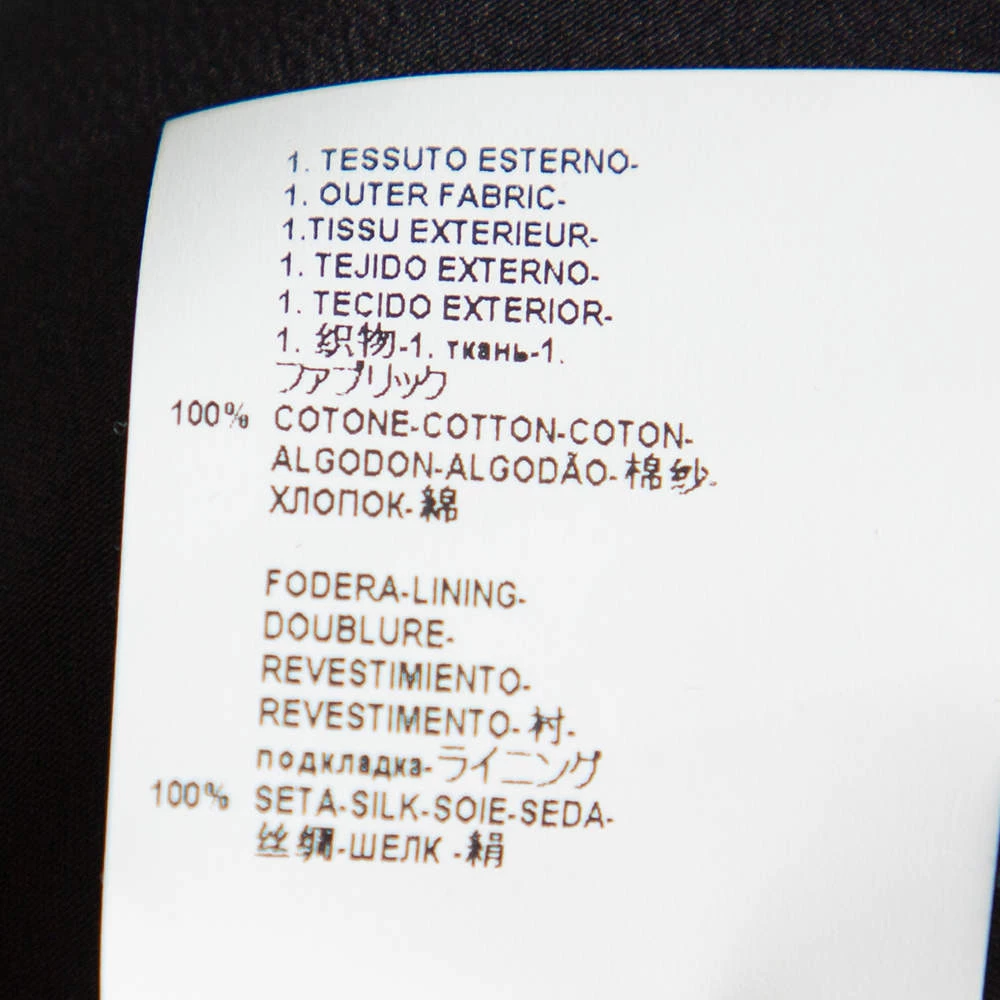 1. TESSUTO ESTERNO-
1. OUTER FABRIC-
1.TISSU EXTERIEUR-
1. TEJIDO EXTERNO-
1. TECIDO EXTERIOR-
1. 织物-1. ткань-1.
ファブリック
100% COTONE-COTTON-COTON-
ALGODON-ALGODÃO-棉纱-
ХЛОПОК-綿
FODERA-LINING-
DOUBLURE-
REVESTIMIENTO-
REVESTIMENTO-衬-
подкладка-ライニング
100% SETA-SILK-SOIE-SEDA-
丝绸-ШЕЛК -絹